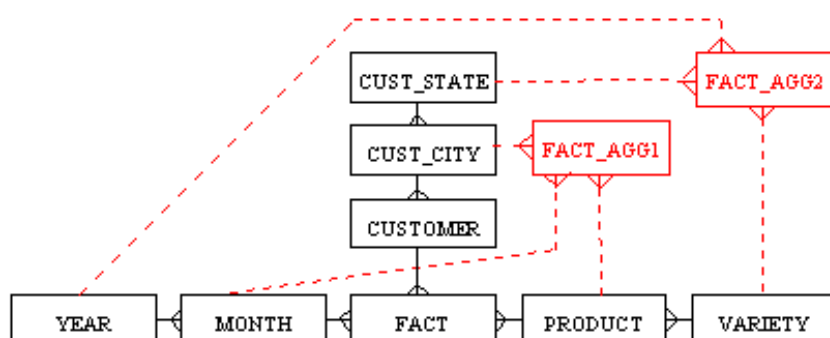 CUST_STATE
FACT_AGG2
CUST_CITY
FACT_AGG1
CUSTOMER
YEAR
MONTH
FACT
PRODUCT
VARIETY